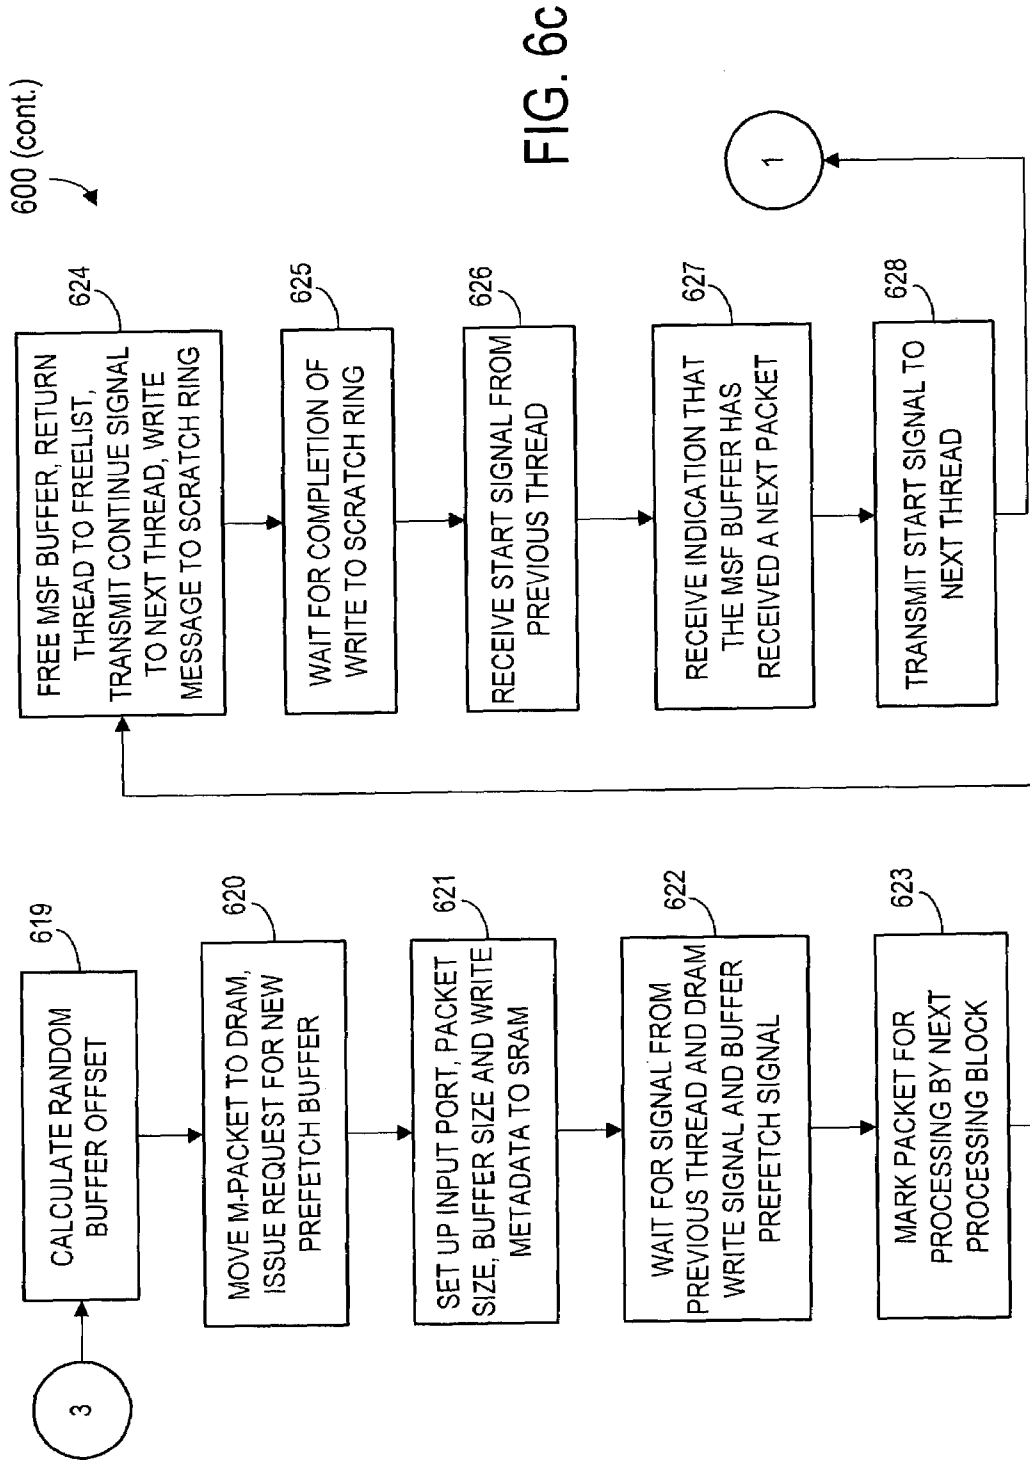 600 (cont.)
3
619
CALCULATE RANDOM
BUFFER OFFSET
620
MOVE M-PACKET TO DRAM,
ISSUE REQUEST FOR NEW
PREFETCH BUFFER
621
SET UP INPUT PORT, PACKET
SIZE, BUFFER SIZE AND WRITE
METADATA TO SRAM
622
WAIT FOR SIGNAL FROM
PREVIOUS THREAD AND DRAM
WRITE SIGNAL AND BUFFER
PREFETCH SIGNAL
623
MARK PACKET FOR
PROCESSING BY NEXT
PROCESSING BLOCK
624
FREE MSF BUFFER, RETURN
THREAD TO FREELIST,
TRANSMIT CONTINUE SIGNAL
TO NEXT THREAD, WRITE
MESSAGE TO SCRATCH RING
625
WAIT FOR COMPLETION OF
WRITE TO SCRATCH RING
626
RECEIVE START SIGNAL FROM
PREVIOUS THREAD
627
RECEIVE INDICATION THAT
THE MSF BUFFER HAS
RECEIVED A NEXT PACKET
628
TRANSMIT START SIGNAL TO
NEXT THREAD
1
FIG. 6c